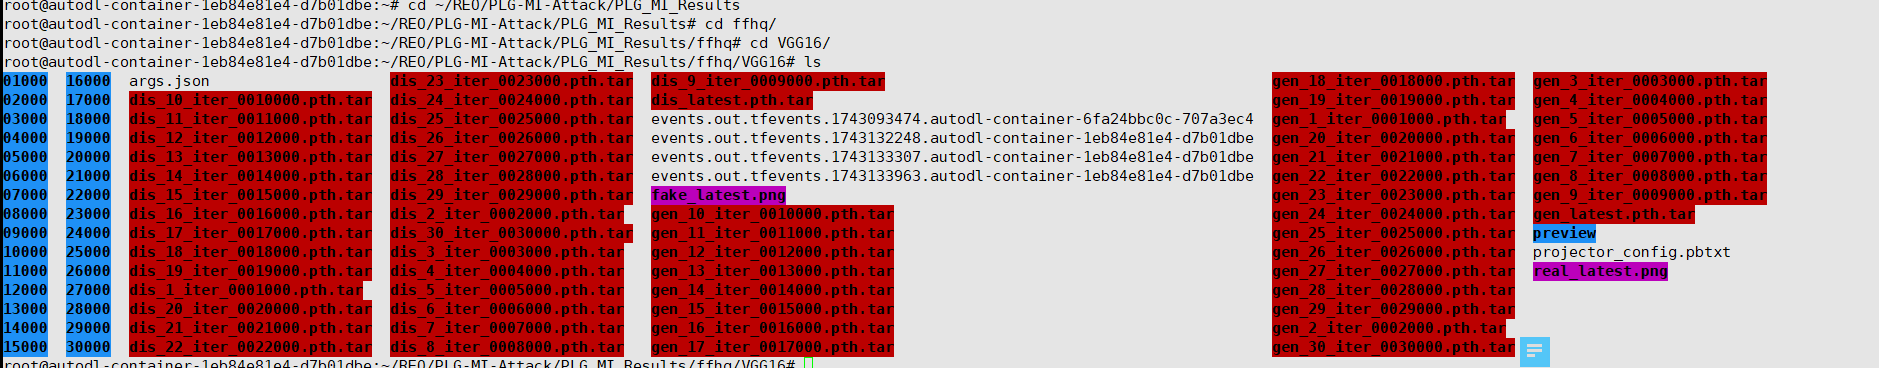 root@autodl-container-1eb84e81e4-d7b01dbe:~# cd ~/REO/PLG-MI-Attack/PLG_MI_Results
root@autodl-container-1eb84e81e4-d7b01dbe:~/REO/PLG-MI-Attack/PLG_MI_Results# cd ffhq/
root@autodl-container-1eb84e81e4-d7b01dbe:~/REO/PLG-MI-Attack/PLG_MI_Results/ffhq# cd VGG16/
root@autodl-container-1eb84e81e4-d7b01dbe:~/REO/PLG-MI-Attack/PLG_MI_Results/ffhq/VGG16# ls
01000 16000 args.json dis_23_iter_0023000.pth.tar dis_9_iter_0009000.pth.tar gen_18_iter_0018000.pth.tar gen_3_iter_0003000.pth.tar
02000 17000 dis_10_iter_0010000.pth.tar dis_24_iter_0024000.pth.tar dis_latest.pth.tar gen_19_iter_0019000.pth.tar gen_4_iter_0004000.pth.tar
03000 18000 dis_11_iter_0011000.pth.tar dis_25_iter_0025000.pth.tar events.out.tfevents.1743093474.autodl-container-6fa24bbc0c-707a3ec4 gen_1_iter_0001000.pth.tar gen_5_iter_0005000.pth.tar
04000 19000 dis_12_iter_0012000.pth.tar dis_26_iter_0026000.pth.tar events.out.tfevents.1743132248.autodl-container-1eb84e81e4-d7b01dbe gen_20_iter_0020000.pth.tar gen_6_iter_0006000.pth.tar
05000 20000 dis_13_iter_0013000.pth.tar dis_27_iter_0027000.pth.tar events.out.tfevents.1743133307.autodl-container-1eb84e81e4-d7b01dbe gen_21_iter_0021000.pth.tar gen_7_iter_0007000.pth.tar
06000 21000 dis_14_iter_0014000.pth.tar dis_28_iter_0028000.pth.tar events.out.tfevents.1743133963.autodl-container-1eb84e81e4-d7b01dbe gen_22_iter_0022000.pth.tar gen_8_iter_0008000.pth.tar
07000 22000 dis_15_iter_0015000.pth.tar dis_29_iter_0029000.pth.tar fake_latest.png gen_23_iter_0023000.pth.tar gen_9_iter_0009000.pth.tar
08000 23000 dis_16_iter_0016000.pth.tar dis_2_iter_0002000.pth.tar gen_10_iter_0010000.pth.tar gen_24_iter_0024000.pth.tar gen_latest.pth.tar
09000 24000 dis_17_iter_0017000.pth.tar dis_30_iter_0030000.pth.tar gen_11_iter_0011000.pth.tar gen_25_iter_0025000.pth.tar preview
10000 25000 dis_18_iter_0018000.pth.tar dis_3_iter_0003000.pth.tar gen_12_iter_0012000.pth.tar gen_26_iter_0026000.pth.tar projector_config.pbtxt
11000 26000 dis_19_iter_0019000.pth.tar dis_4_iter_0004000.pth.tar gen_13_iter_0013000.pth.tar gen_27_iter_0027000.pth.tar real_latest.png
12000 27000 dis_1_iter_0001000.pth.tar dis_5_iter_0005000.pth.tar gen_14_iter_0014000.pth.tar gen_28_iter_0028000.pth.tar
13000 28000 dis_20_iter_0020000.pth.tar dis_6_iter_0006000.pth.tar gen_15_iter_0015000.pth.tar gen_29_iter_0029000.pth.tar
14000 29000 dis_21_iter_0021000.pth.tar dis_7_iter_0007000.pth.tar gen_16_iter_0016000.pth.tar gen_2_iter_0002000.pth.tar
15000 30000 dis_22_iter_0022000.pth.tar dis_8_iter_0008000.pth.tar gen_17_iter_0017000.pth.tar gen_30_iter_0030000.pth.tar
root@autodl-container-1eb84e81e4-d7b01dbe:~/REO/PLG-MI-Attack/PLG_MI_Results/ffhq/VGG16#